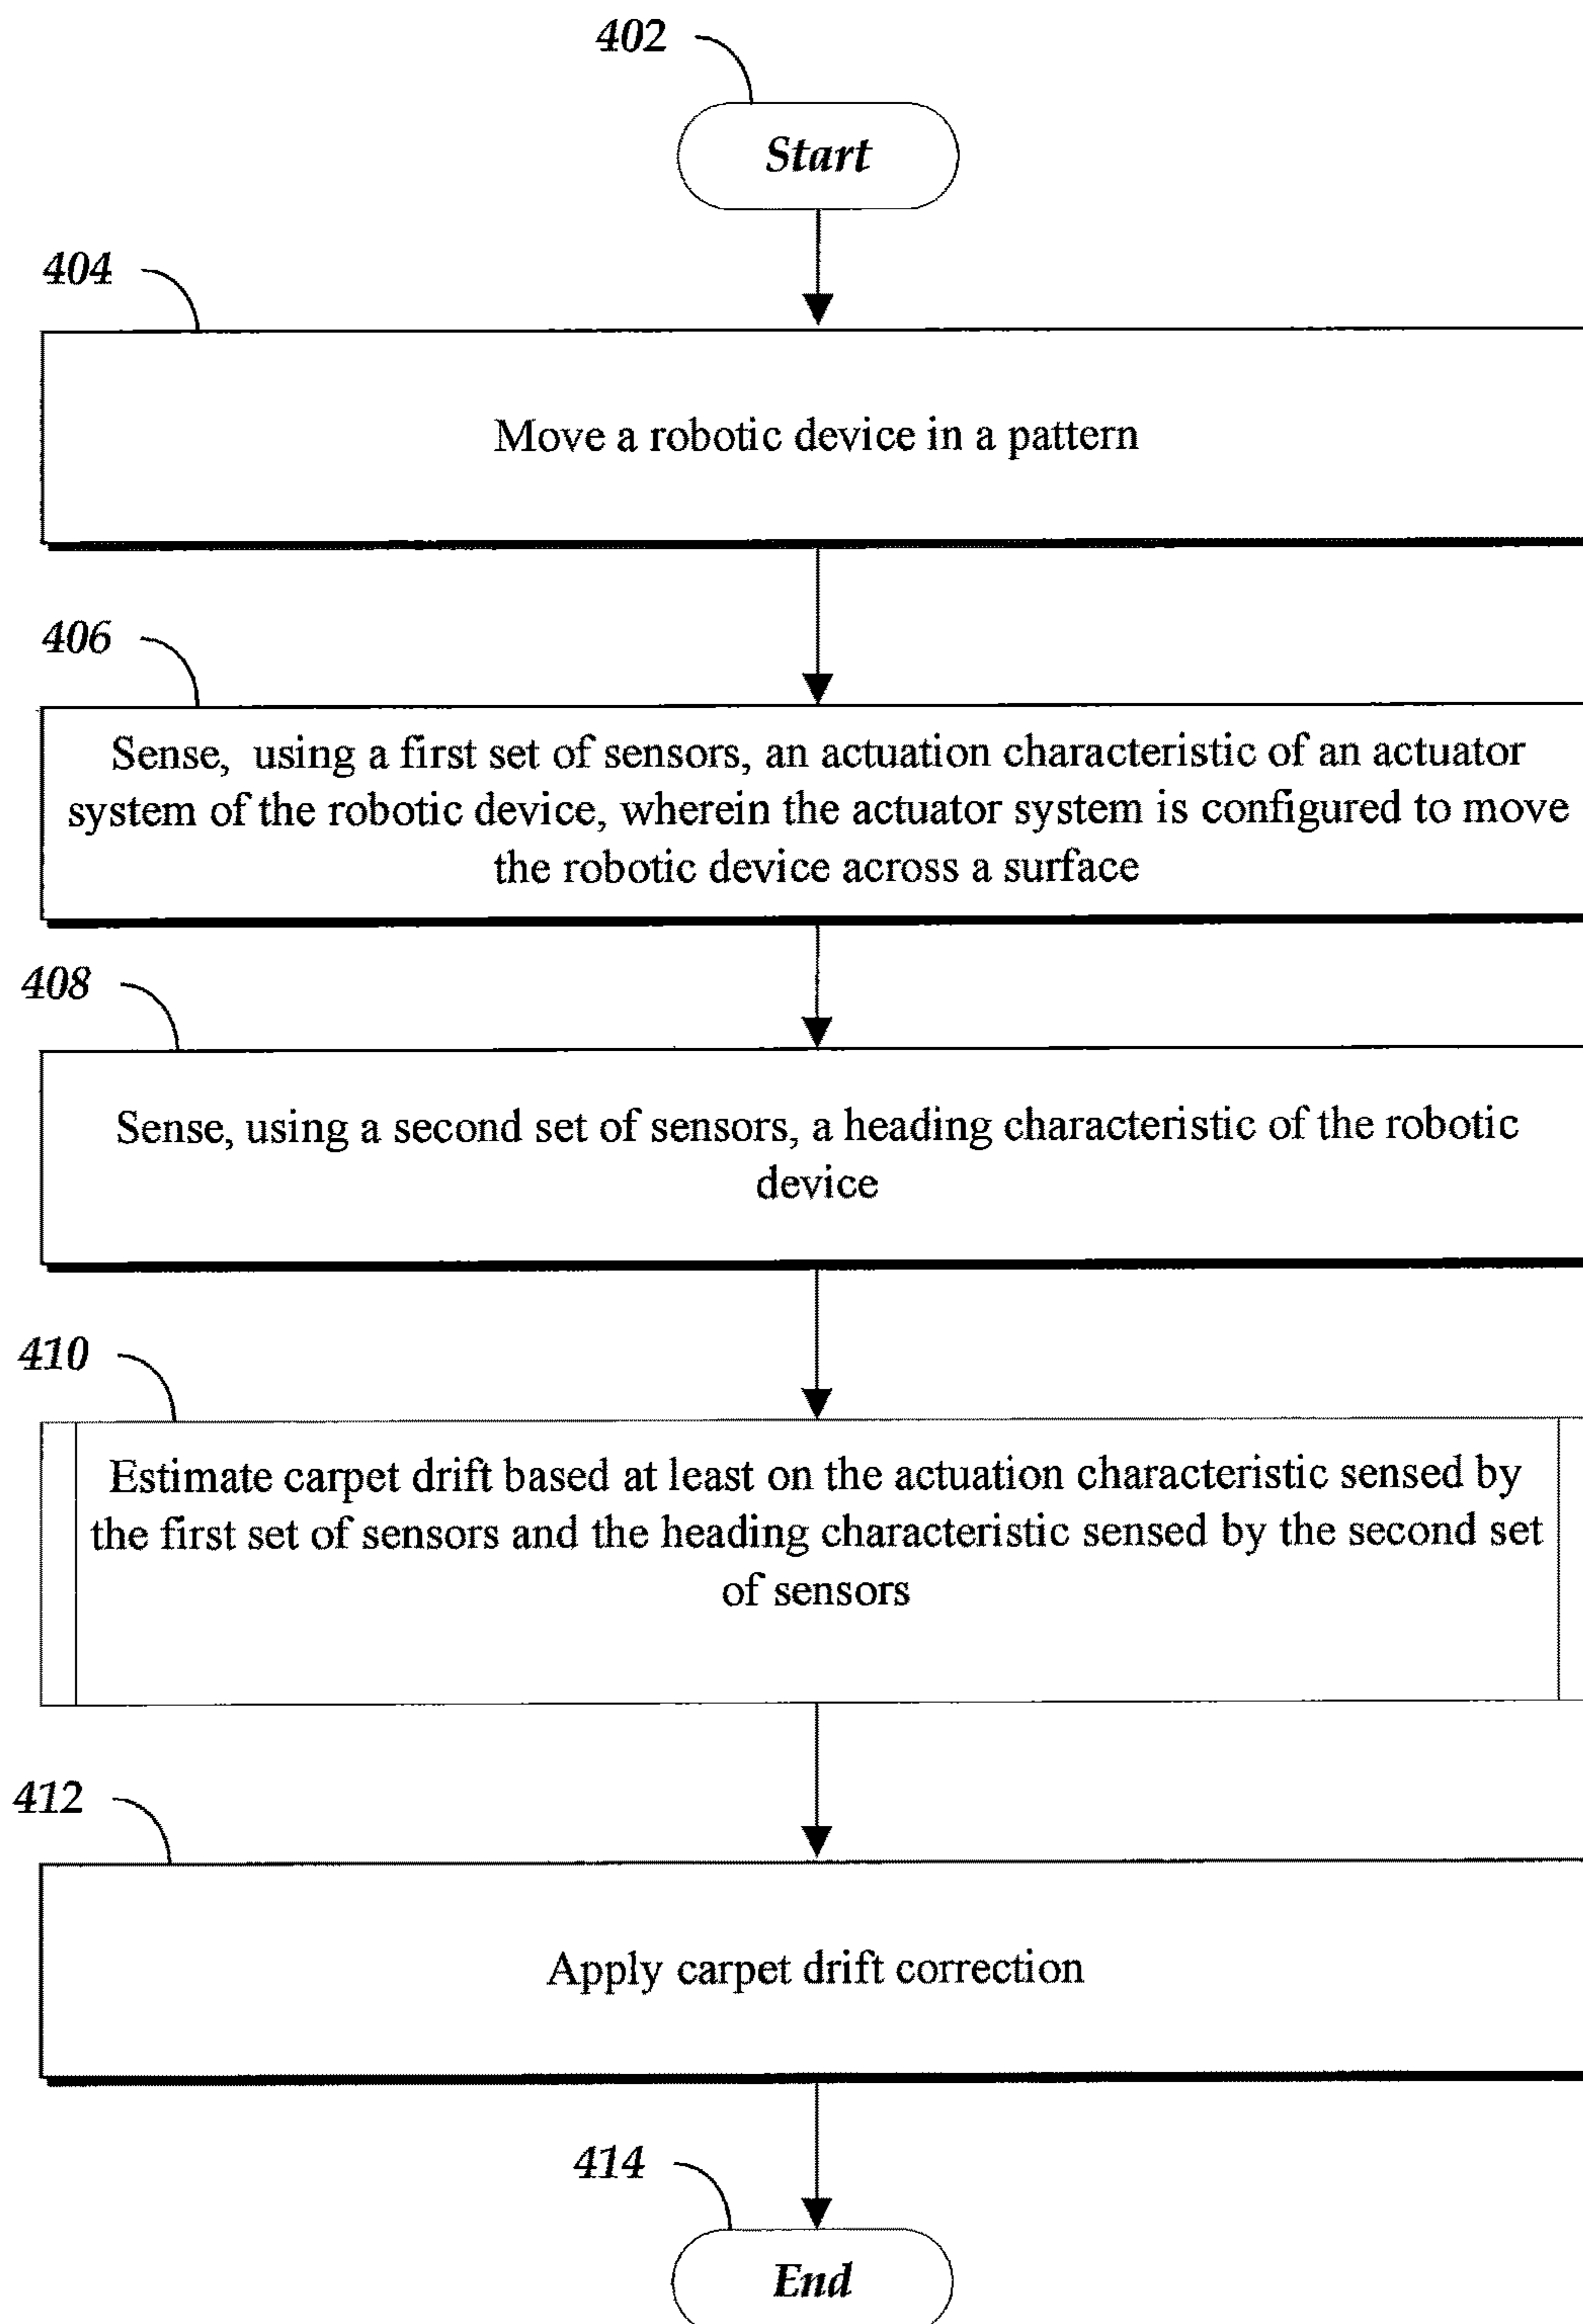 402
Start
404
Move a robotic device in a pattern
406
Sense, using a first set of sensors, an actuation characteristic of an actuator
system of the robotic device, wherein the actuator system is configured to move
the robotic device across a surface
408
Sense, using a second set of sensors, a heading characteristic of the robotic
device
410
Estimate carpet drift based at least on the actuation characteristic sensed by
the first set of sensors and the heading characteristic sensed by the second set
of sensors
412
Apply carpet drift correction
414
End